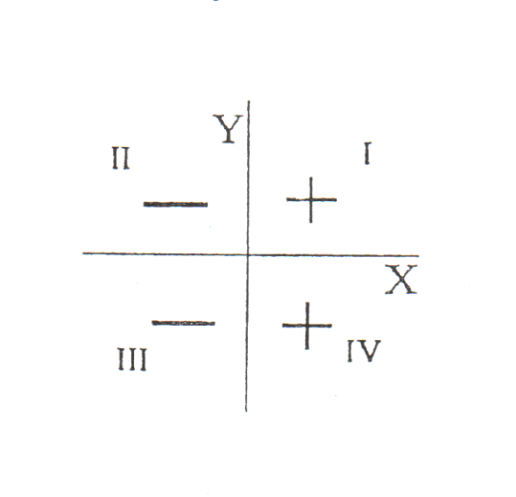 Y
II
I
— +
X
— +
III
IV